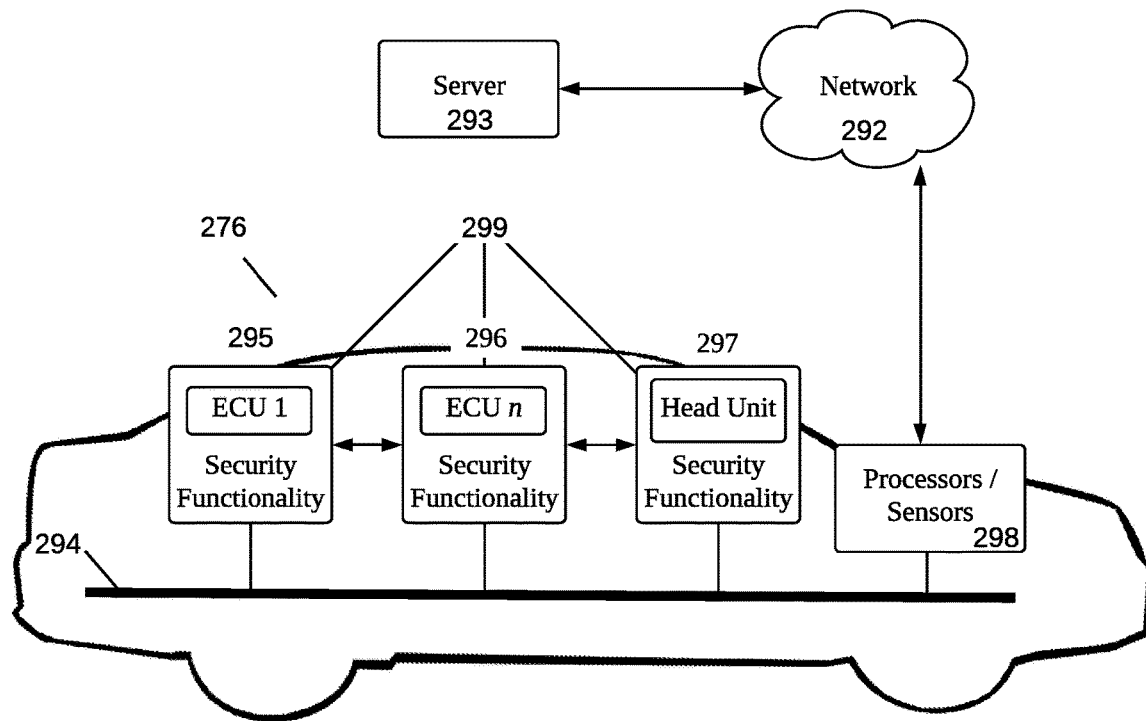 Server
293
Network
292
276
299
295
296
297
ECU 1
Security
Functionality
ECU n
Security
Functionality
Head Unit
Security
Functionality
Processors /
Sensors
298
294